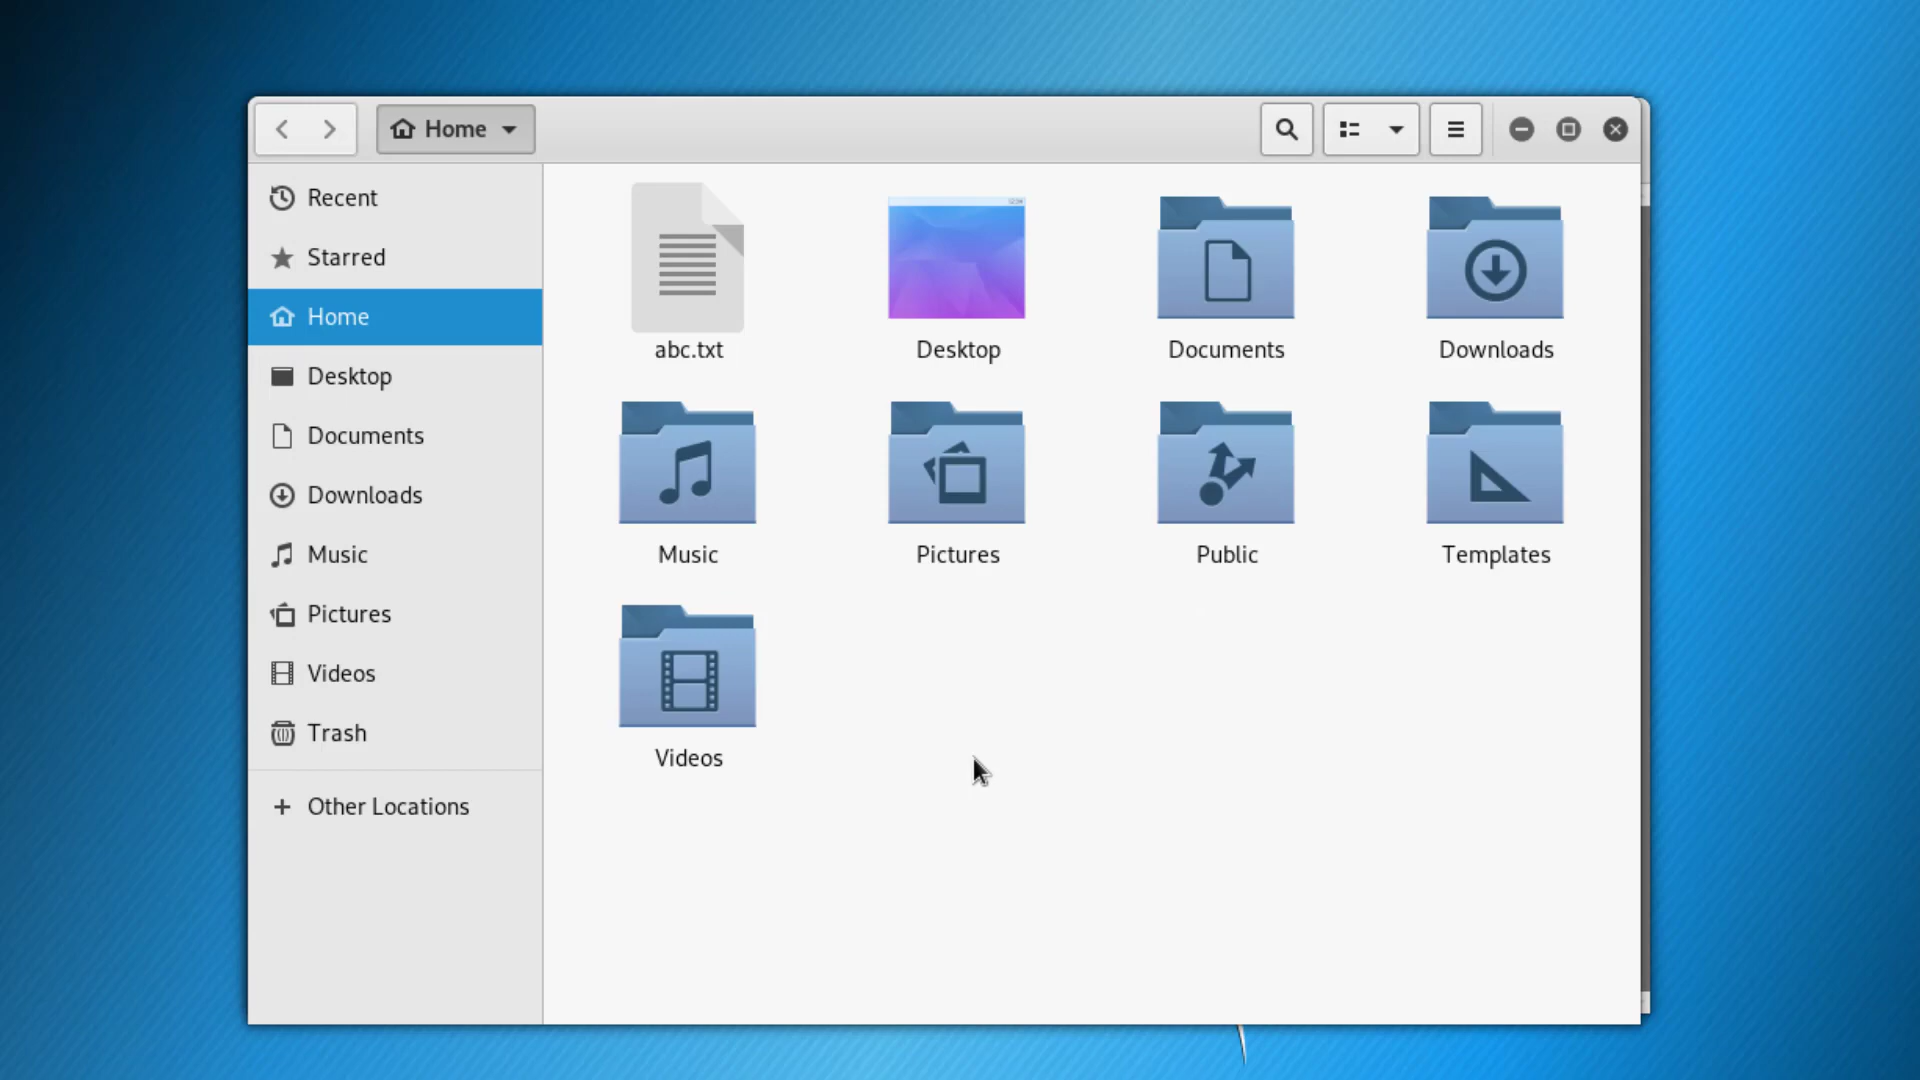 Home
Recent
Starred
Home
Desktop
Documents
Downloads
Music
Pictures
Videos
Trash
Other Locations
abc.txt
Desktop
Documents
Downloads
Music
Pictures
Public
Templates
Videos